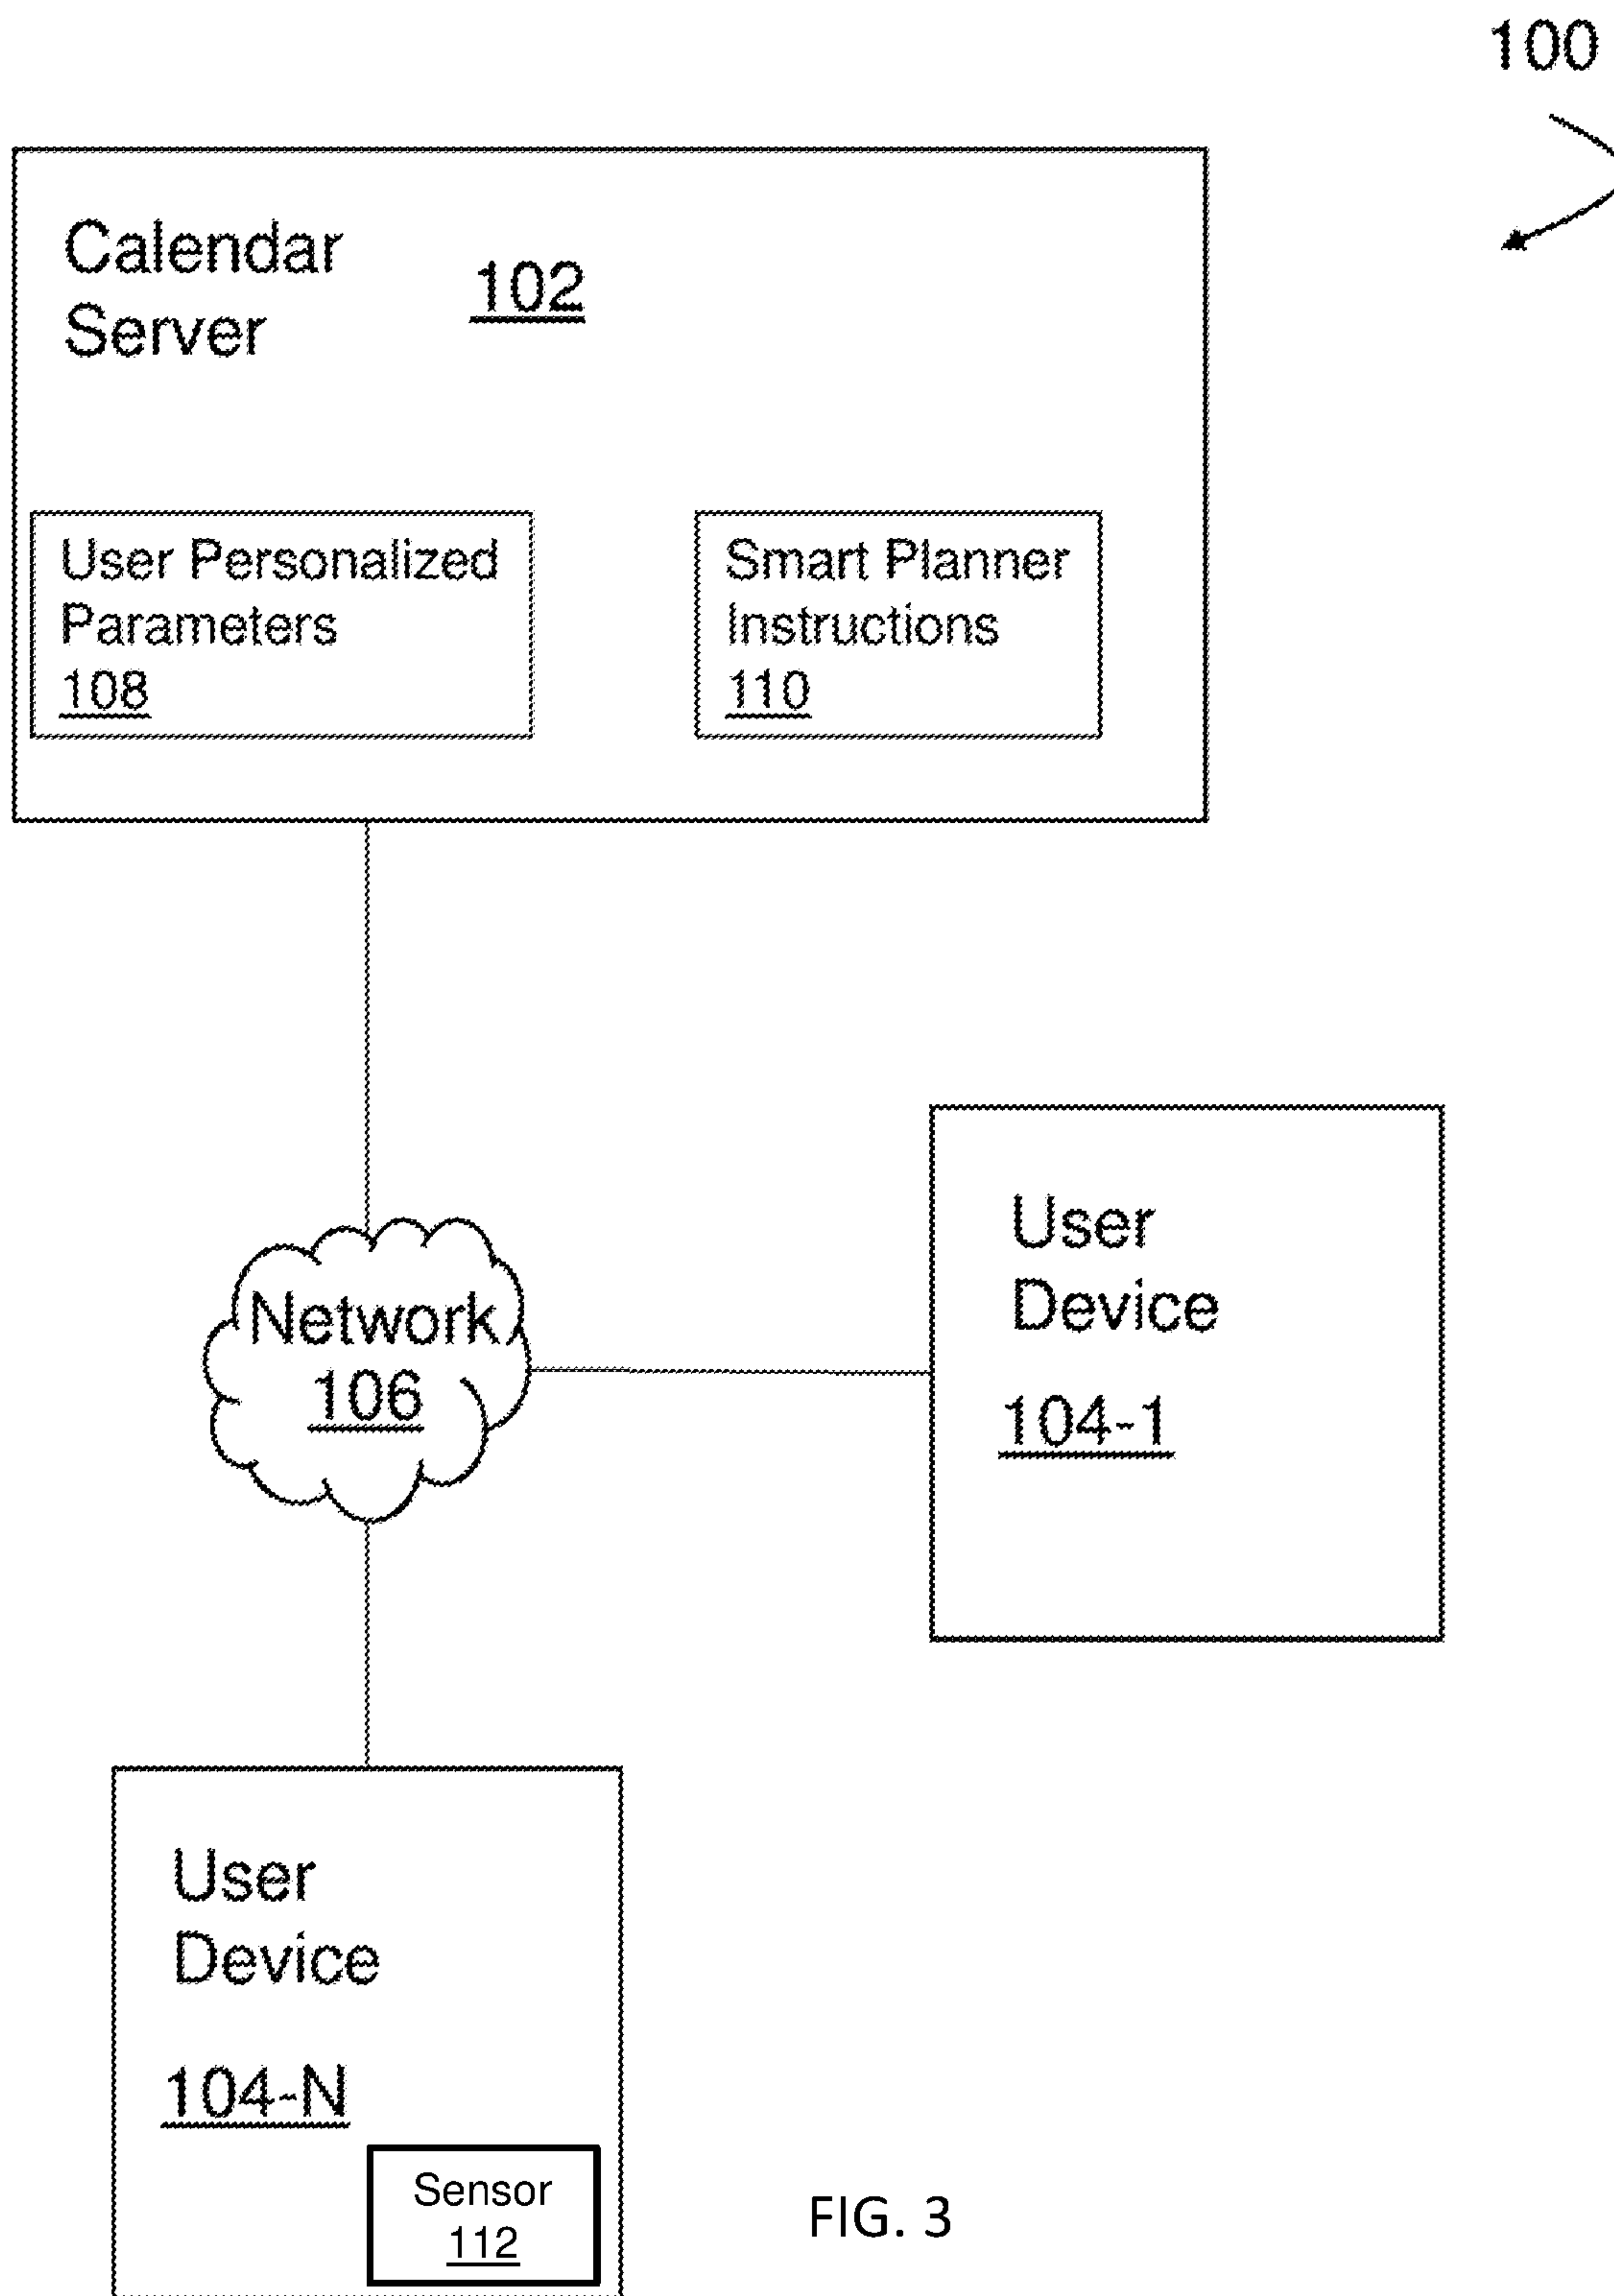 100
Calendar
Server
102
User Personalized
Parameters
108
Smart Planner
Instructions
110
Network
106
User
Device
104-1
User
Device
104-N
Sensor
112
FIG. 3